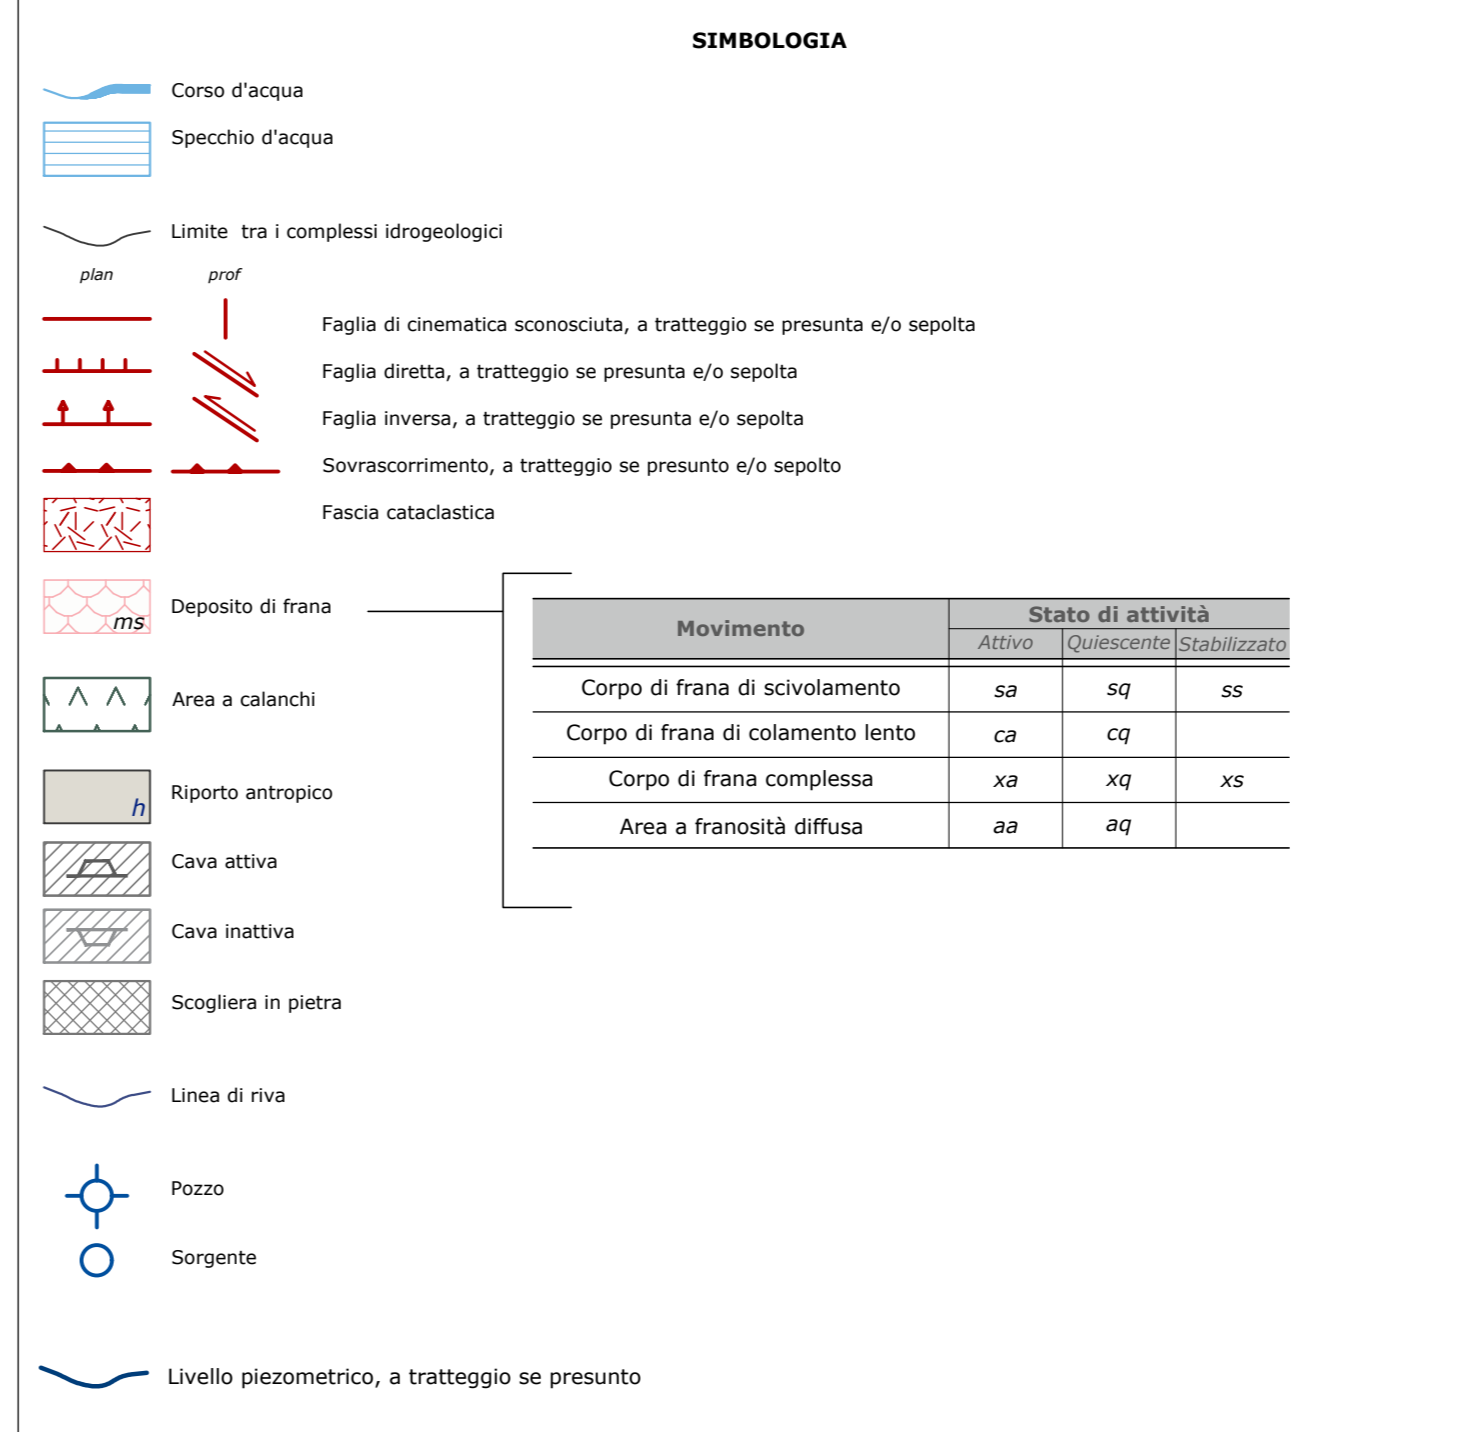 SIMBOLOGIA
Corso d'acqua
Specchio d'acqua
Limite tra i complessi idrogeologici
plan prof
Faglia di cinematica sconosciuta, a tratteggio se presunta e/o sepolta
Faglia diretta, a tratteggio se presunta e/o sepolta
Faglia inversa, a tratteggio se presunta e/o sepolta
Sovrascorrimento, a tratteggio se presunto e/o sepolto
Fascia cataclastica
ms Deposito di frana
Movimento Stato di attività
Attivo Quiescente Stabilizzato
Corpo di frana di scivolamento sa sq ss
Corpo di frana di colamento lento ca cq
Corpo di frana complessa xa xq xs
Area a franosità diffusa aa aq
Area a calanchi
h Riporto antropico
Cava attiva
Cava inattiva
Scogliera in pietra
Linea di riva
Pozzo
Sorgente
Livello piezometrico, a tratteggio se presunto